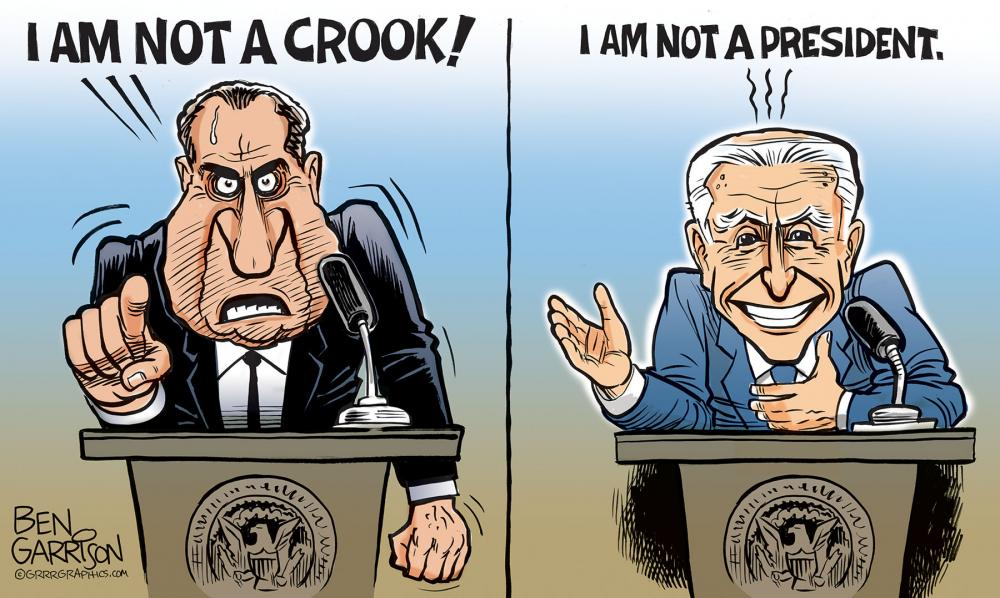 I AM NOT A CROOK!
I AM NOT A PRESIDENT.
BEN
GARRISON
©GRRRGRAPHICS.COM